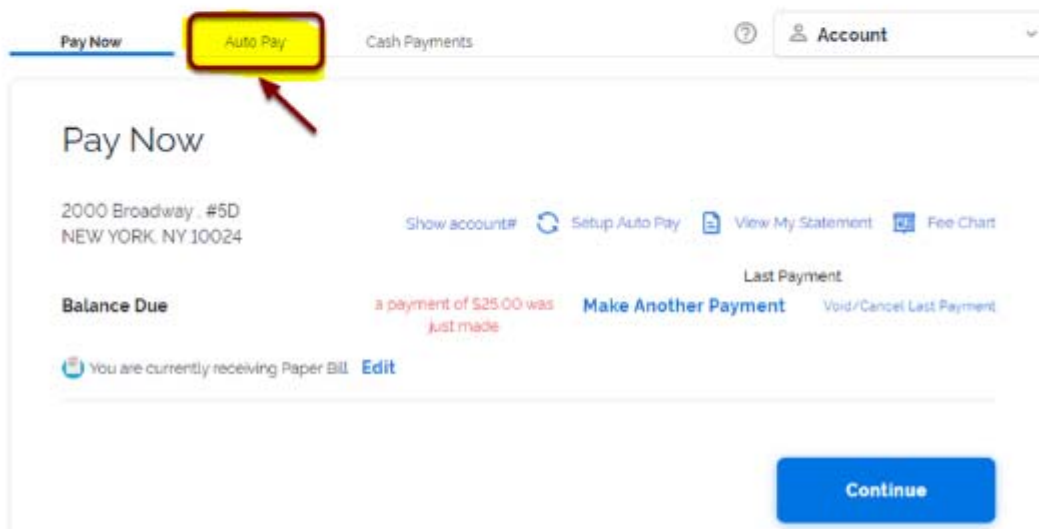 Pay Now Auto Pay Cash Payments Account
Pay Now
2000 Broadway , #5D
NEW YORK, NY 10024
Show account# Setup Auto Pay View My Statement Fee Chart
Last Payment
Balance Due a payment of $25.00 was just made Make Another Payment Void/Cancel Last Payment
You are currently receiving Paper Bill Edit
Continue